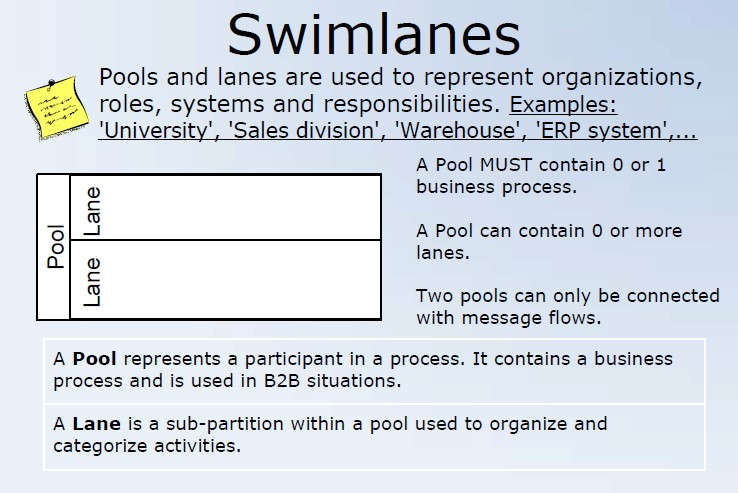 Swimlanes
Pools and lanes are used to represent organizations,
roles, systems and responsibilities. Examples:
'University', 'Sales division', 'Warehouse', 'ERP system',...
Pool
Lane
Lane
A Pool MUST contain 0 or 1
business process.
A Pool can contain 0 or more
lanes.
Two pools can only be connected
with message flows.
A Pool represents a participant in a process. It contains a business
process and is used in B2B situations.
A Lane is a sub-partition within a pool used to organize and
categorize activities.